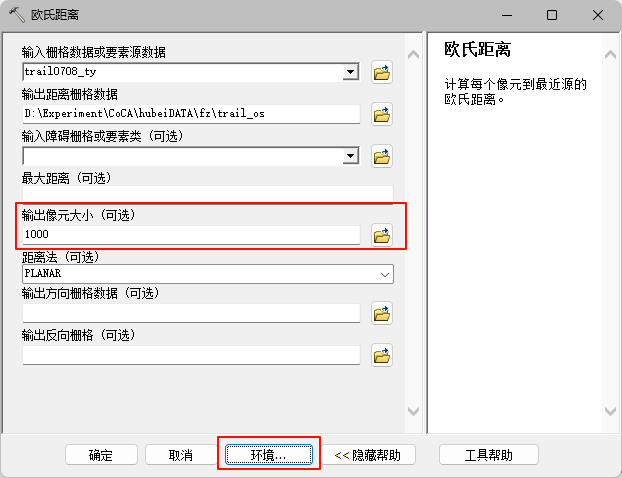 欧氏距离
输入栅格数据或要素源数据
trail0708_ty
输出距离栅格数据
D:\Experiment\CoCA\hubeiDATA\fz\trail_os
输入障碍栅格或要素类（可选）
最大距离（可选）
输出像元大小（可选）
1000
距离法（可选）
PLANAR
输出方向栅格数据（可选）
输出反向栅格（可选）
欧氏距离
计算每个像元到最近源的
欧氏距离。
确定 取消 环境... << 隐藏帮助 工具帮助